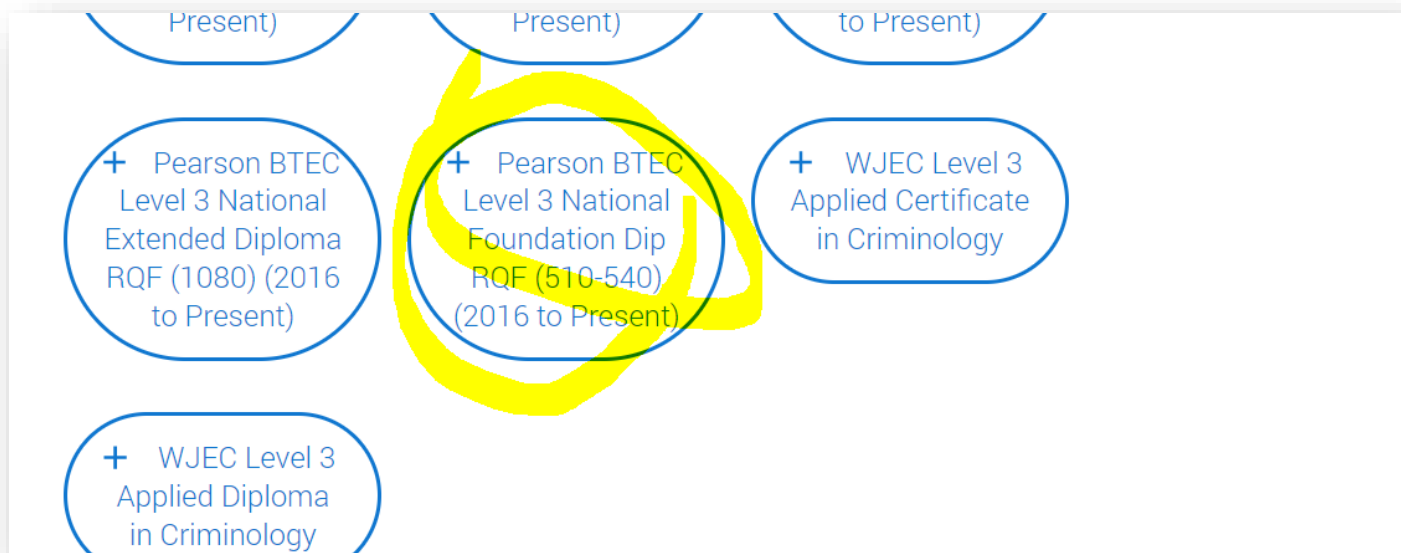 Present)
Present)
to Present)
+ Pearson BTEC
Level 3 National
Extended Diploma
RQF (1080) (2016
to Present)
+ Pearson BTEC
Level 3 National
Foundation Dip
RQF (510-540)
(2016 to Present)
+ WJEC Level 3
Applied Certificate
in Criminology
+ WJEC Level 3
Applied Diploma
in Criminology